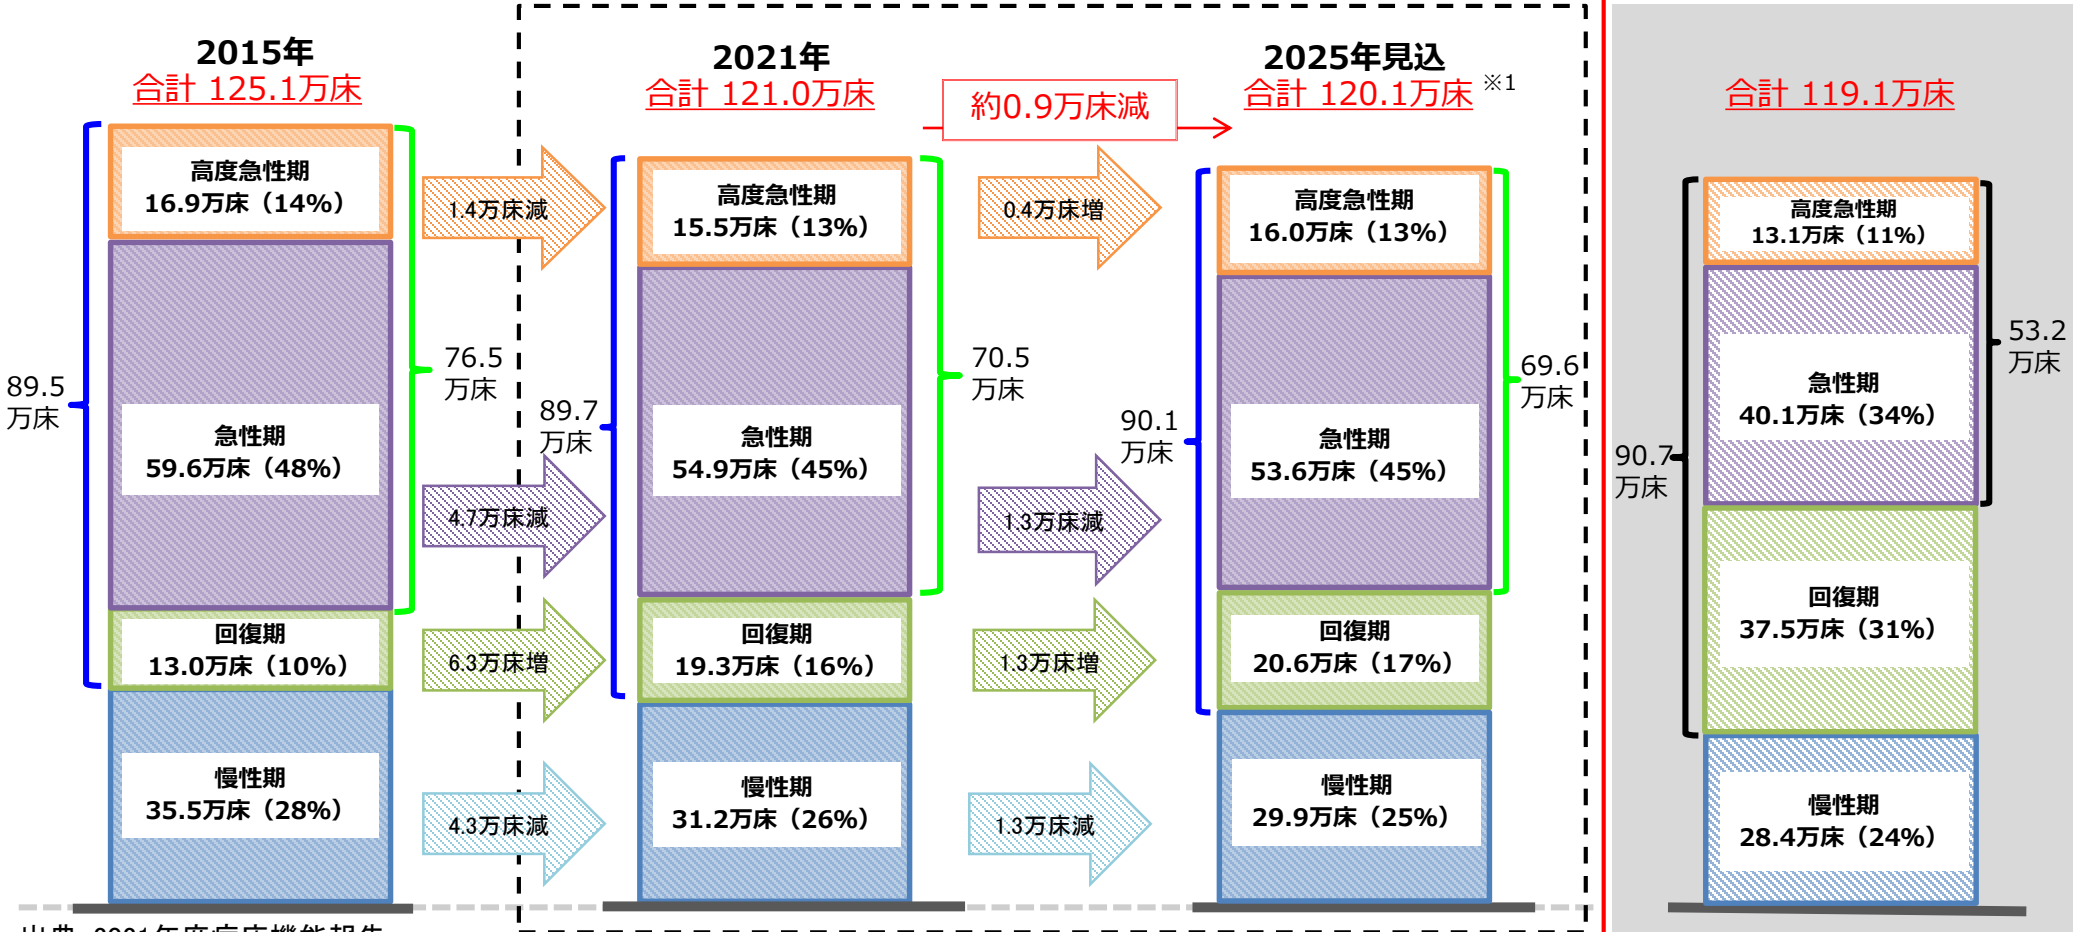 2015年
合計 125.1万床
高度急性期
16.9万床（14%）
急性期
59.6万床（48%）
回復期
13.0万床（10%）
慢性期
35.5万床（28%）
89.5
万床
76.5
万床
1.4万床減
4.7万床減
6.3万床増
4.3万床減
2021年
合計 121.0万床
高度急性期
15.5万床（13%）
急性期
54.9万床（45%）
回復期
19.3万床（16%）
慢性期
31.2万床（26%）
89.7
万床
70.5
万床
約0.9万床減
0.4万床増
1.3万床減
1.3万床増
1.3万床減
2025年見込
合計 120.1万床 ※1
高度急性期
16.0万床（13%）
急性期
53.6万床（45%）
回復期
20.6万床（17%）
慢性期
29.9万床（25%）
90.1
万床
69.6
万床
合計 119.1万床
高度急性期
13.1万床（11%）
急性期
40.1万床（34%）
回復期
37.5万床（31%）
慢性期
28.4万床（24%）
90.7
万床
53.2
万床